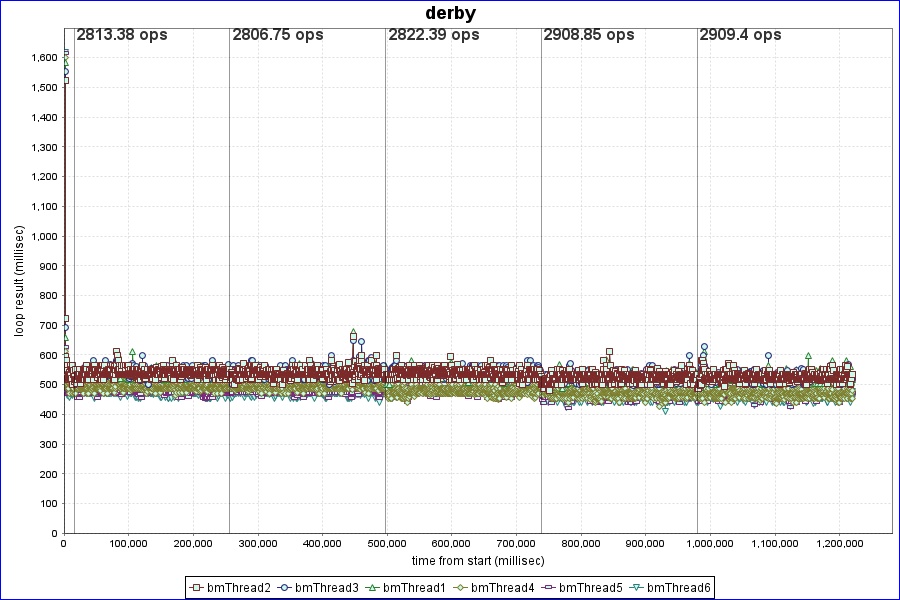 derby
2813.38 ops 2806.75 ops 2822.39 ops 2908.85 ops 2909.4 ops
1,600
1,500
1,400
1,300
1,200
1,100
1,000
900
800
700
600
500
400
300
200
100
0
loop result (millisec)
0 100,000 200,000 300,000 400,000 500,000 600,000 700,000 800,000 900,000 1,000,000 1,100,000 1,200,000
time from start (millisec)
bmThread2 bmThread3 bmThread1 bmThread4 bmThread5 bmThread6